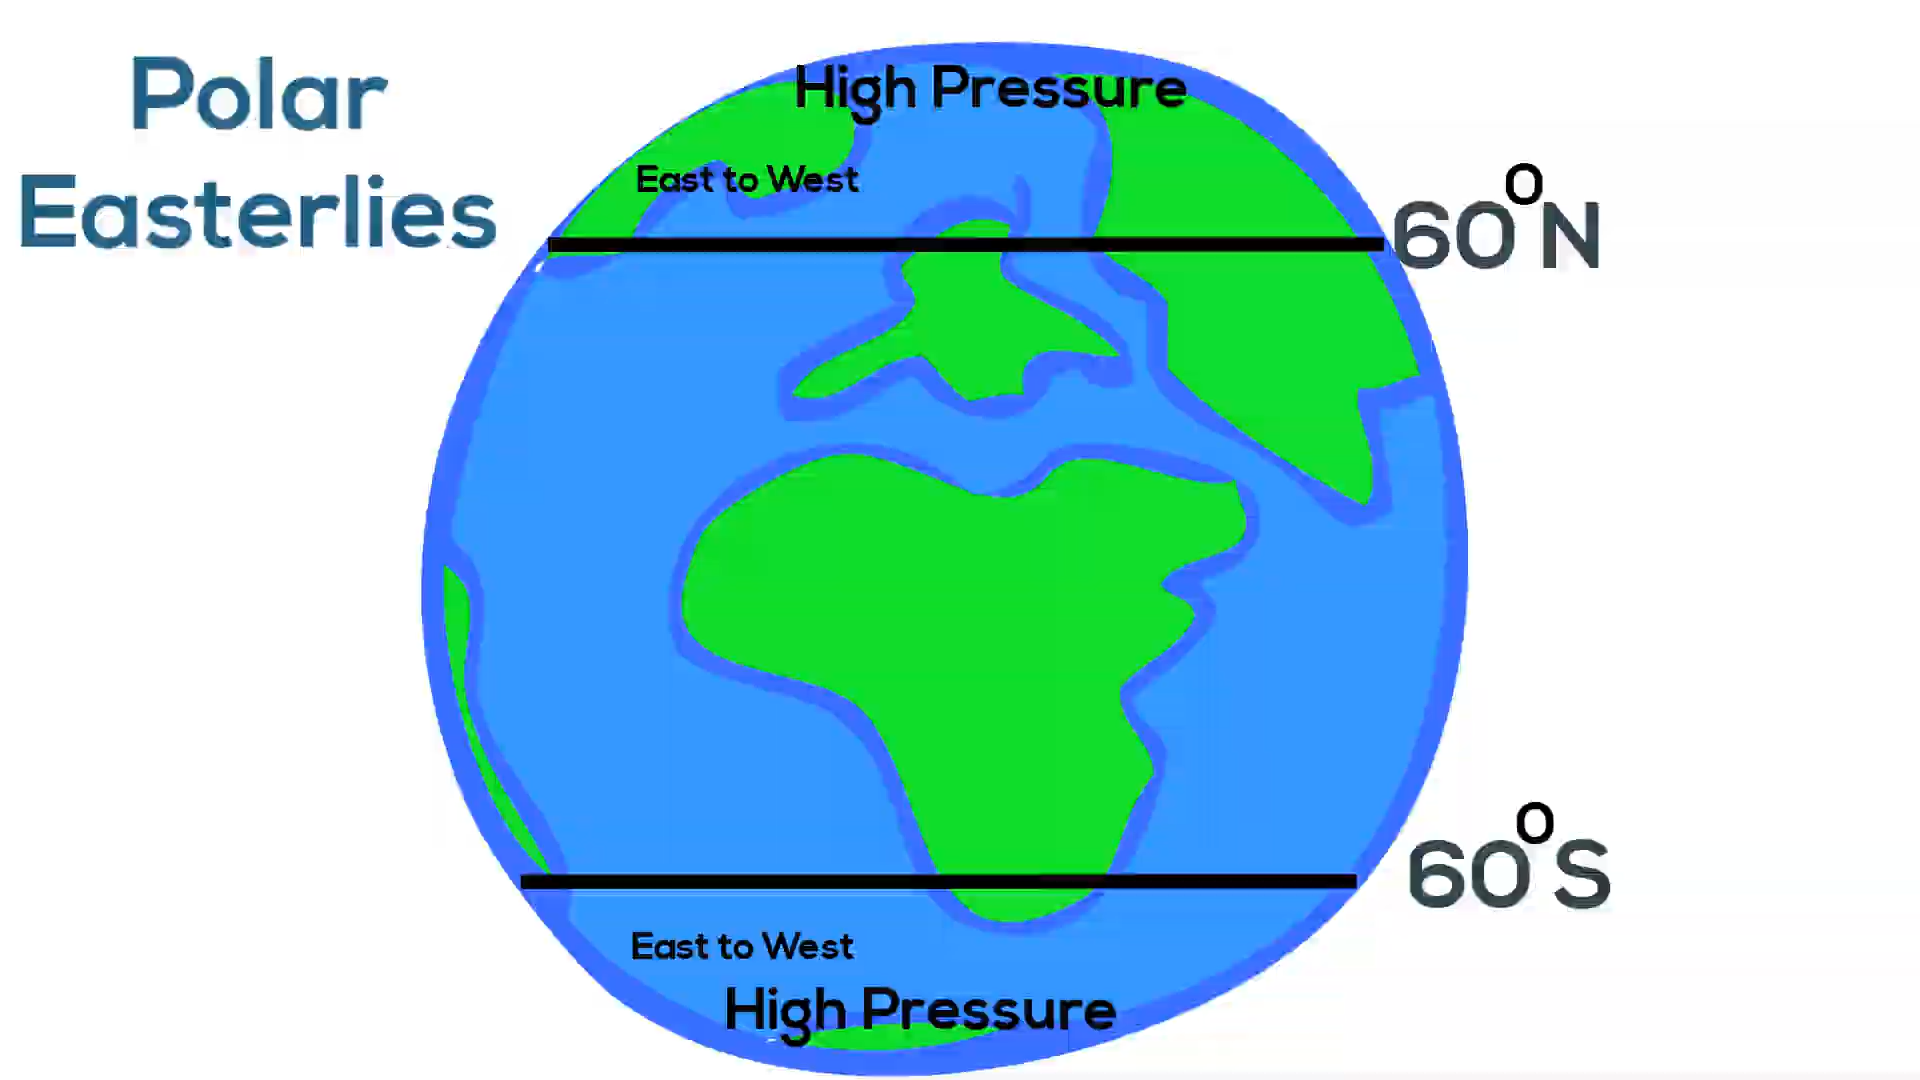 Polar
Easterlies
High Pressure
East to West
60°N
60°S
East to West
High Pressure